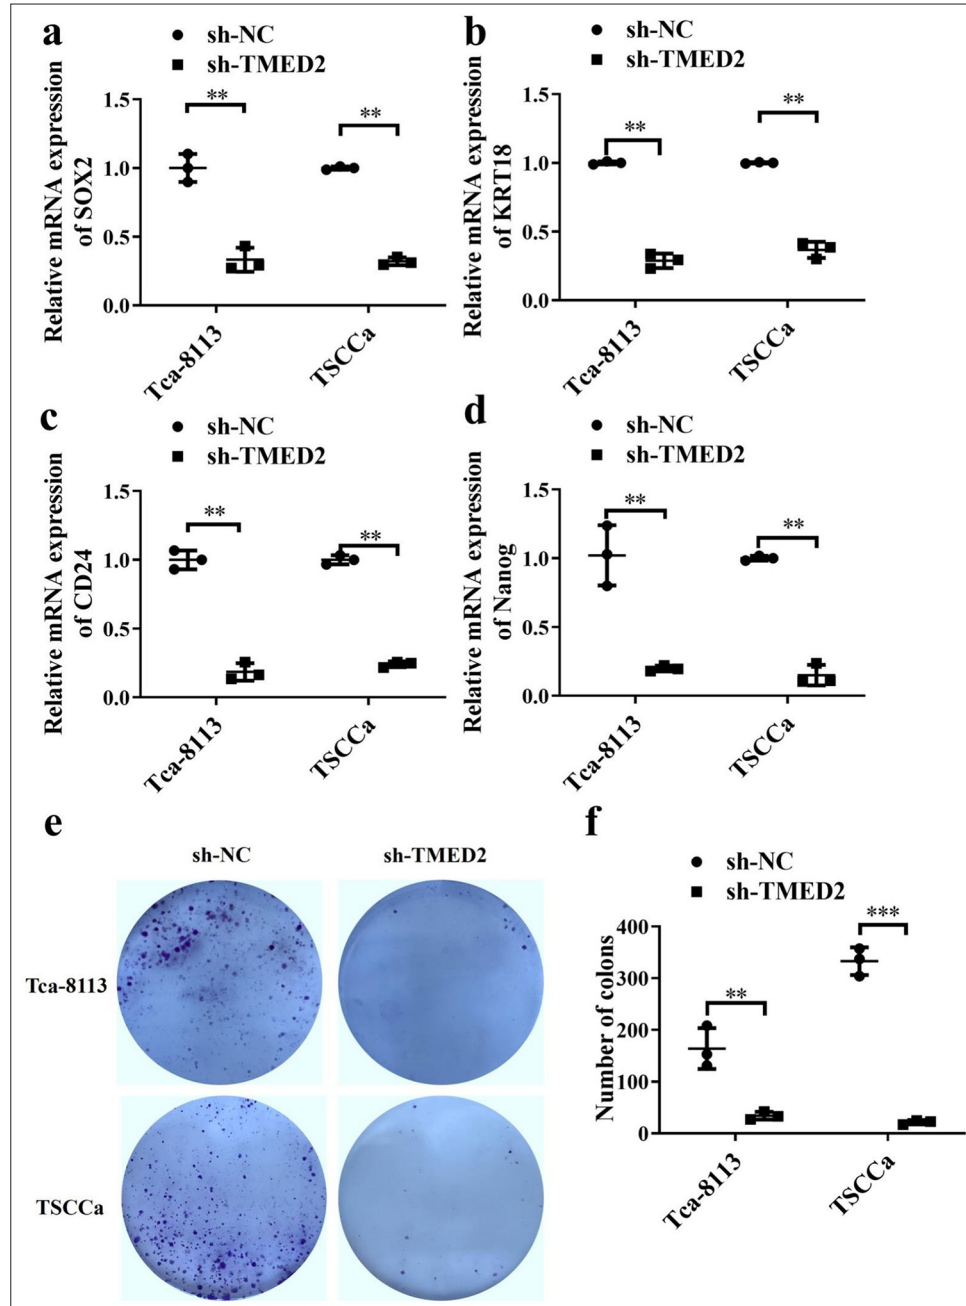 a
sh-NC
sh-TMED2
Relative mRNA expression
of SOX2
1.5
1.0
0.5
0.0
**
**
Tca-8113
TSCCa
b
sh-NC
sh-TMED2
Relative mRNA expression
of KRT18
1.5
1.0
0.5
0.0
**
**
Tca-8113
TSCCa
c
sh-NC
sh-TMED2
Relative mRNA expression
of CD24
1.5
1.0
0.5
0.0
**
**
Tca-8113
TSCCa
d
sh-NC
sh-TMED2
Relative mRNA expression
of Nanog
1.5
1.0
0.5
0.0
**
**
Tca-8113
TSCCa
e
sh-NC
sh-TMED2
Tca-8113
TSCCa
f
sh-NC
sh-TMED2
Number of colons
400
300
200
100
0
**
***
Tca-8113
TSCCa